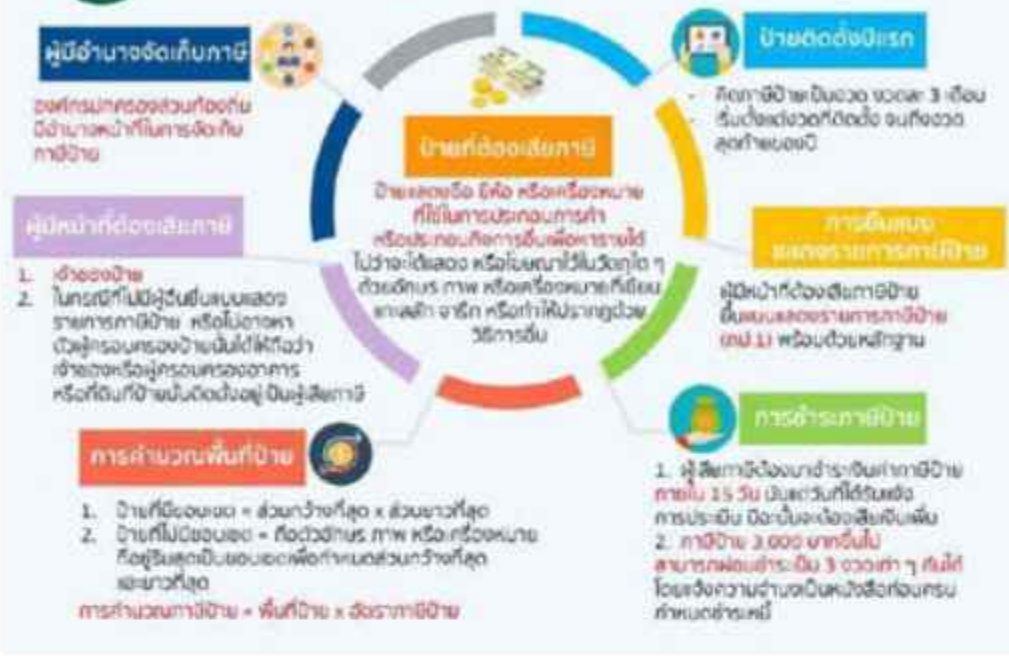 ผู้มีอำนาจจัดเก็บภาษี
องค์กรปกครองส่วนท้องถิ่น
มีอำนาจหน้าที่ในการจัดเก็บ
ภาษีป้าย
ป้ายติดตั้งปีแรก
- คิดภาษีป้ายเป็นงวด งวดละ 3 เดือน
- เริ่มตั้งแต่งวดที่ติดตั้ง จนถึงงวด
สุดท้ายของปี
ป้ายที่ต้องเสียภาษี
ป้ายแสดงชื่อ ยี่ห้อ หรือเครื่องหมาย
ที่ใช้ในการประกอบการค้า
หรือประกอบกิจการอื่นเพื่อหารายได้
ไม่ว่าจะได้แสดง หรือโฆษณาไว้ในวัตถุใด ๆ
ด้วยอักษร ภาพ หรือเครื่องหมายที่เขียน
แกะสลัก จารึก หรือทำให้ปรากฏด้วย
วิธีการอื่น
ผู้มีหน้าที่ต้องเสียภาษี
1. เจ้าของป้าย
2. ในกรณีที่ไม่มีผู้อื่นยื่นแบบแสดง
รายการภาษีป้าย หรือไม่อาจหา
ตัวผู้ครอบครองป้ายนั้นได้ให้ถือว่า
เจ้าของหรือผู้ครอบครองอาคาร
หรือที่ดินที่ป้ายนั้นติดตั้งอยู่ เป็นผู้เสียภาษี
การยื่นแบบ
แสดงรายการภาษีป้าย
ผู้มีหน้าที่ต้องเสียภาษีป้าย
ยื่นแบบแสดงรายการภาษีป้าย
(ภป.1) พร้อมด้วยหลักฐาน
การคำนวณพื้นที่ป้าย
1. ป้ายที่มีขอบเขต = ส่วนกว้างที่สุด x ส่วนยาวที่สุด
2. ป้ายที่ไม่มีขอบเขต = ถือตัวอักษร ภาพ หรือเครื่องหมาย
ที่อยู่ริมสุดเป็นขอบเขตเพื่อกำหนดส่วนกว้างที่สุด
และยาวที่สุด
การคำนวณภาษีป้าย = พื้นที่ป้าย x อัตราภาษีป้าย
การชำระภาษีป้าย
1. ผู้เสียภาษีต้องมาชำระเงินค่าภาษีป้าย
ภายใน 15 วัน นับแต่วันที่ได้รับแจ้ง
การประเมิน มิฉะนั้นจะต้องเสียเงินเพิ่ม
2. ภาษีป้าย 3,000 บาทขึ้นไป
สามารถผ่อนชำระเป็น 3 งวดเท่า ๆ กันได้
โดยแจ้งความจำนงเป็นหนังสือก่อนครบ
กำหนดชำระหนี้